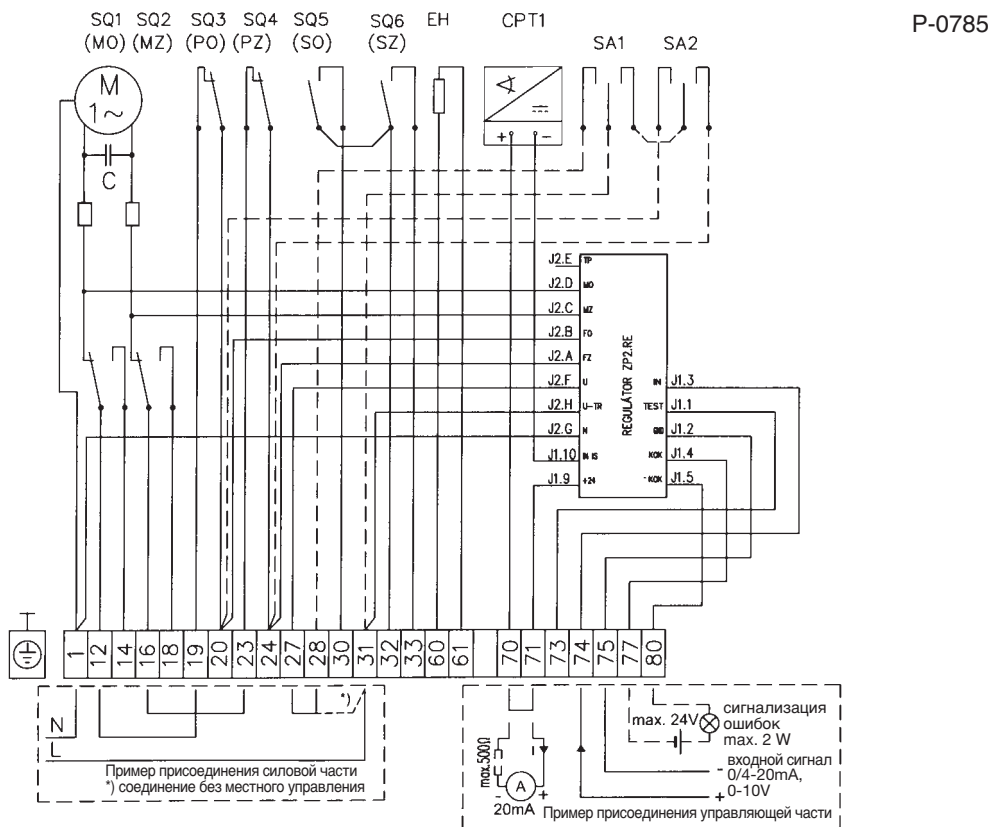 P-0785
SQ1 SQ2 SQ3 SQ4 SQ5 SQ6 EH CPT1
(MO) (MZ) (PO) (PZ) (SO) (SZ)
SA1 SA2
M
1~
C
+ -
J2.E TP
J2.D MO
J2.C MZ
J2.B FO
J2.A FZ
J2.F U
J2.H U-TR
J2.G N
J1.10 IN IS
J1.9 +24
REGULÁTOR ZP2.RE
IN J1.3
TEST J1.1
GND J1.2
KOK J1.4
-KOK J1.5
1 12 14 16 18 19 20 23 24 27 28 30 31 32 33 60 61 70 71 73 74 75 77 80
N
L
*)
Пример присоединения силовой части
*) соединение без местного управления
max.500Ω
A
- +
20mA
max. 24V
сигнализация
ошибок
max. 2 W
входной сигнал
- 0/4-20mA,
+ 0-10V
Пример присоединения управляющей части